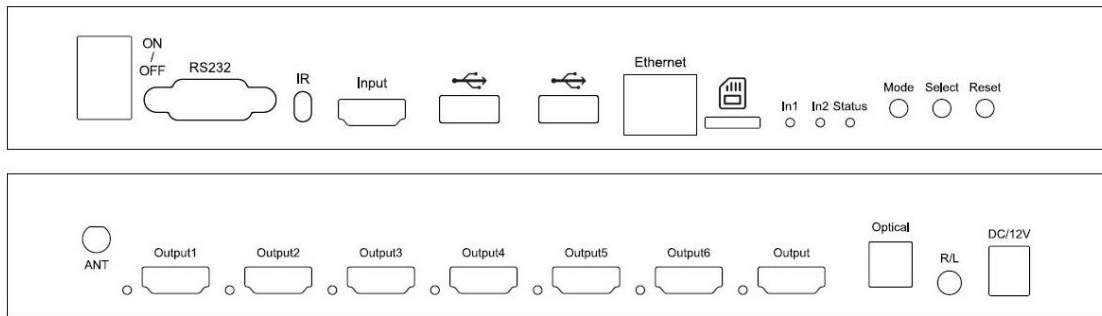 ON
/
OFF
RS232
IR
Input
Ethernet
In1
In2
Status
Mode
Select
Reset
ANT
Output1
Output2
Output3
Output4
Output5
Output6
Output
Optical
R/L
DC/12V